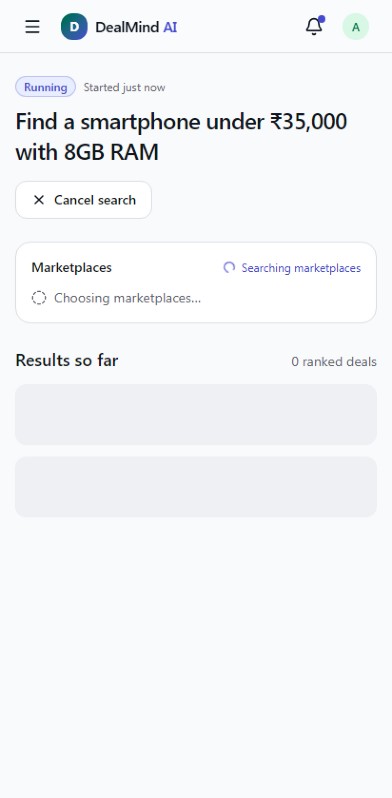 D DealMind AI A
Running Started just now
Find a smartphone under ₹35,000
with 8GB RAM
Cancel search
Marketplaces Searching marketplaces
Choosing marketplaces...
Results so far 0 ranked deals